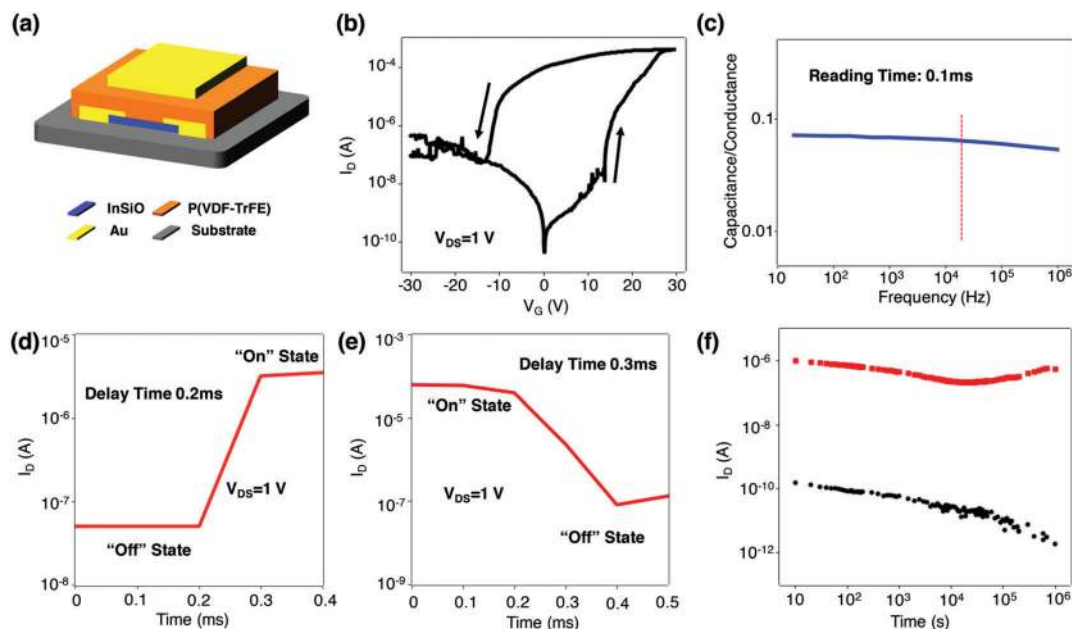 (a)
InSiO
P(VDF-TrFE)
Au
Substrate
(b)
10-4
10-6
10-8
10-10
ID (A)
VDS=1 V
-30
-20
-10
0
10
20
30
VG (V)
(c)
Reading Time: 0.1ms
0.1
0.01
Capacitance/Conductance
10²
10³
10⁴
10⁵
10⁶
Frequency (Hz)
(d)
10-5
10-6
10-7
10-8
ID (A)
“On” State
Delay Time 0.2ms
VDS=1 V
“Off” State
0
0.1
0.2
0.3
0.4
Time (ms)
(e)
10-3
10-5
10-7
10-9
ID (A)
Delay Time 0.3ms
“On” State
VDS=1 V
“Off” State
0
0.1
0.2
0.3
0.4
0.5
Time (ms)
(f)
10-6
10-10
10-12
ID (A)
10
10²
10³
10⁴
10⁵
10⁶
Time (s)